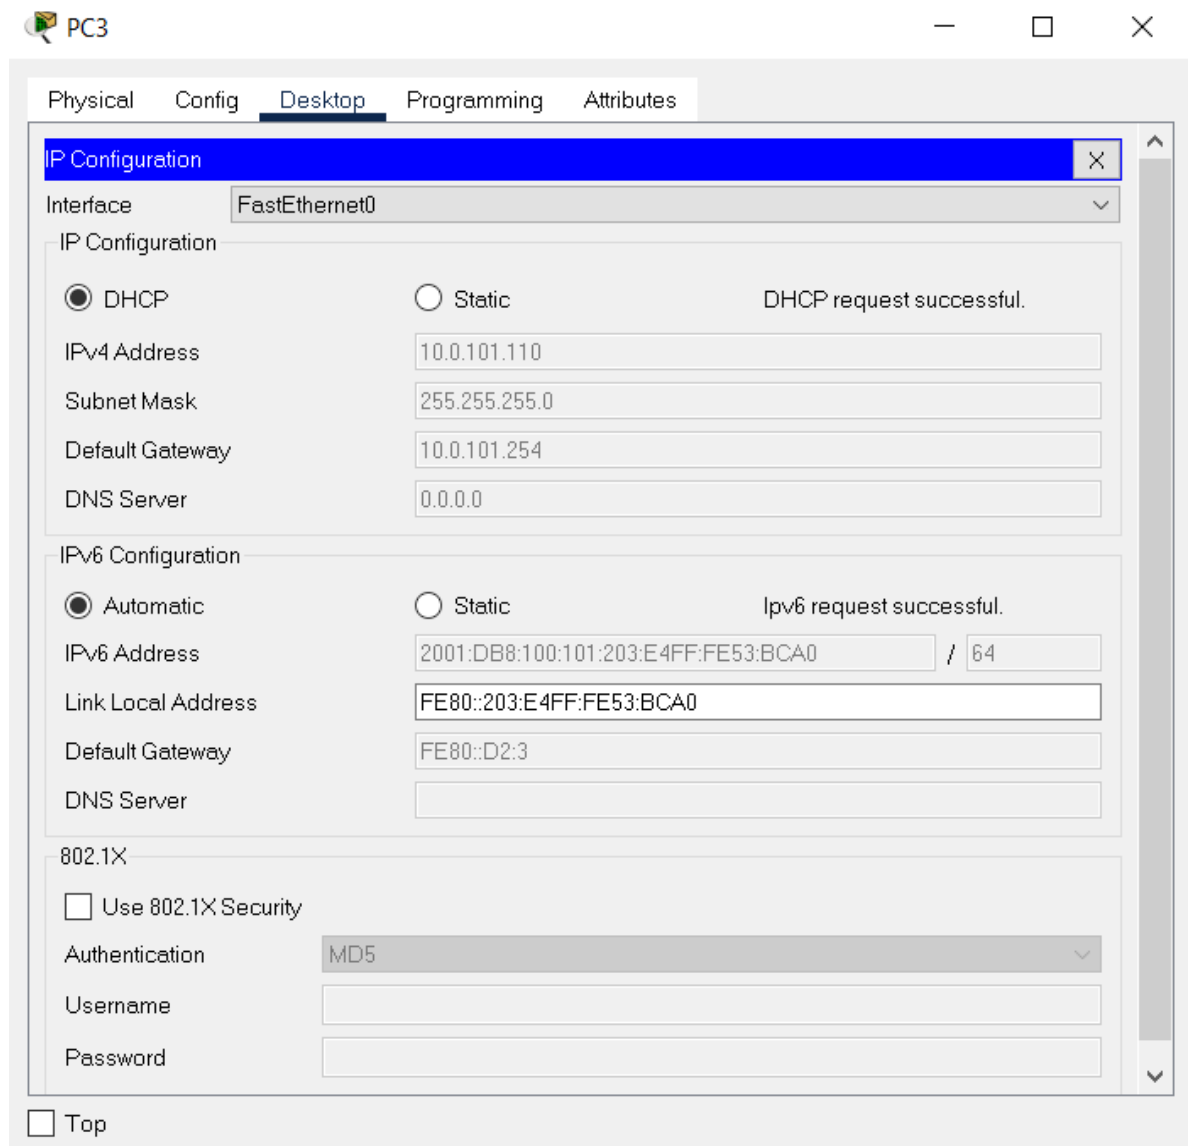 PC3
Physical Config Desktop Programming Attributes
IP Configuration X
Interface FastEthernet0
IP Configuration
DHCP Static DHCP request successful.
IPv4 Address 10.0.101.110
Subnet Mask 255.255.255.0
Default Gateway 10.0.101.254
DNS Server 0.0.0.0
IPv6 Configuration
Automatic Static Ipv6 request successful.
IPv6 Address 2001:DB8:100:101:203:E4FF:FE53:BCA0 / 64
Link Local Address FE80::203:E4FF:FE53:BCA0
Default Gateway FE80::D2:3
DNS Server
802.1X
Use 802.1X Security
Authentication MD5
Username
Password
Top